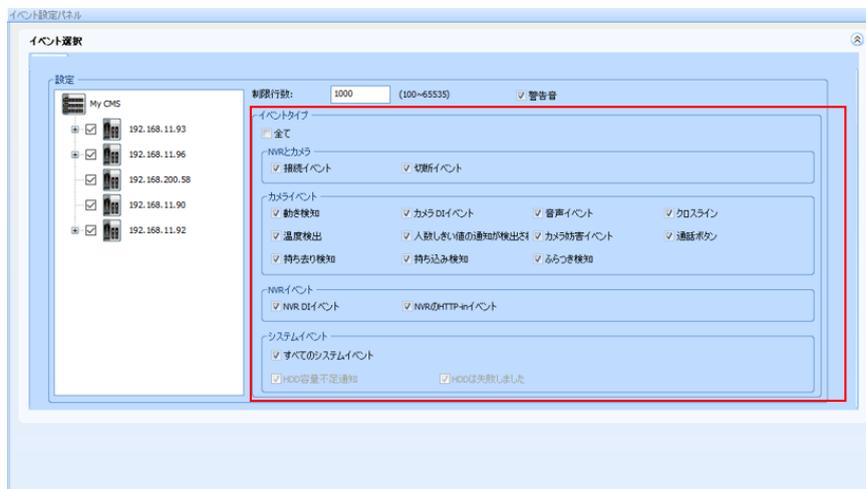 イベント設定パネル
イベント選択
設定
My CMS
192.168.11.93
192.168.11.96
192.168.200.58
192.168.11.90
192.168.11.92
制限行数: 1000 (100~65535) 警告音
イベントタイプ
全て
NVRとカメラ
接続イベント 切断イベント
カメライベント
動き検知 カメラ DIイベント 音声イベント クロスライン
温度検出 人数しきい値の通知が検出され カメラ妨害イベント 通話ボタン
持ち去り検知 持ち込み検知 ふらつき検知
NVRイベント
NVR DIイベント NVRのHTTP-inイベント
システムイベント
すべてのシステムイベント
HDD容量不足通知 HDDは失敗しました